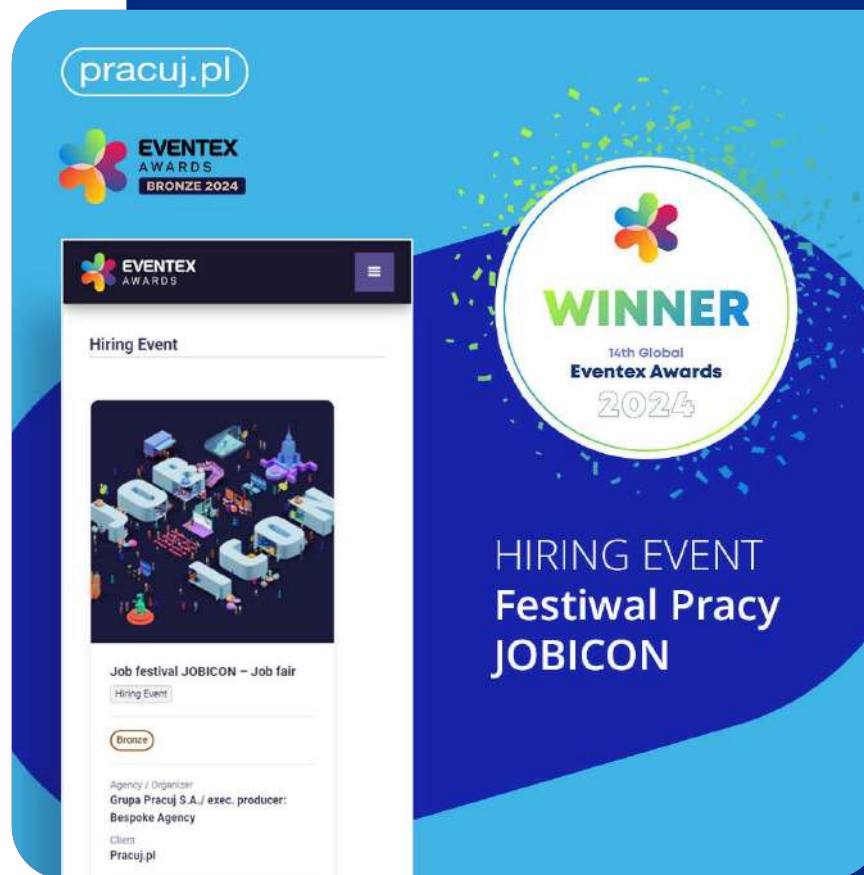 pracuj.pl
EVENTEX
AWARDS
BRONZE 2024
EVENTEX
AWARDS
Hiring Event
JOB
ICON
Job festival JOBICON – Job fair
Hiring Event
Bronze
Agency / Organizer
Grupa Pracuj S.A./ exec. producer:
Bespoke Agency
Client
Pracuj.pl
WINNER
14th Global
Eventex Awards
2024
HIRING EVENT
Festiwal Pracy
JOBICON